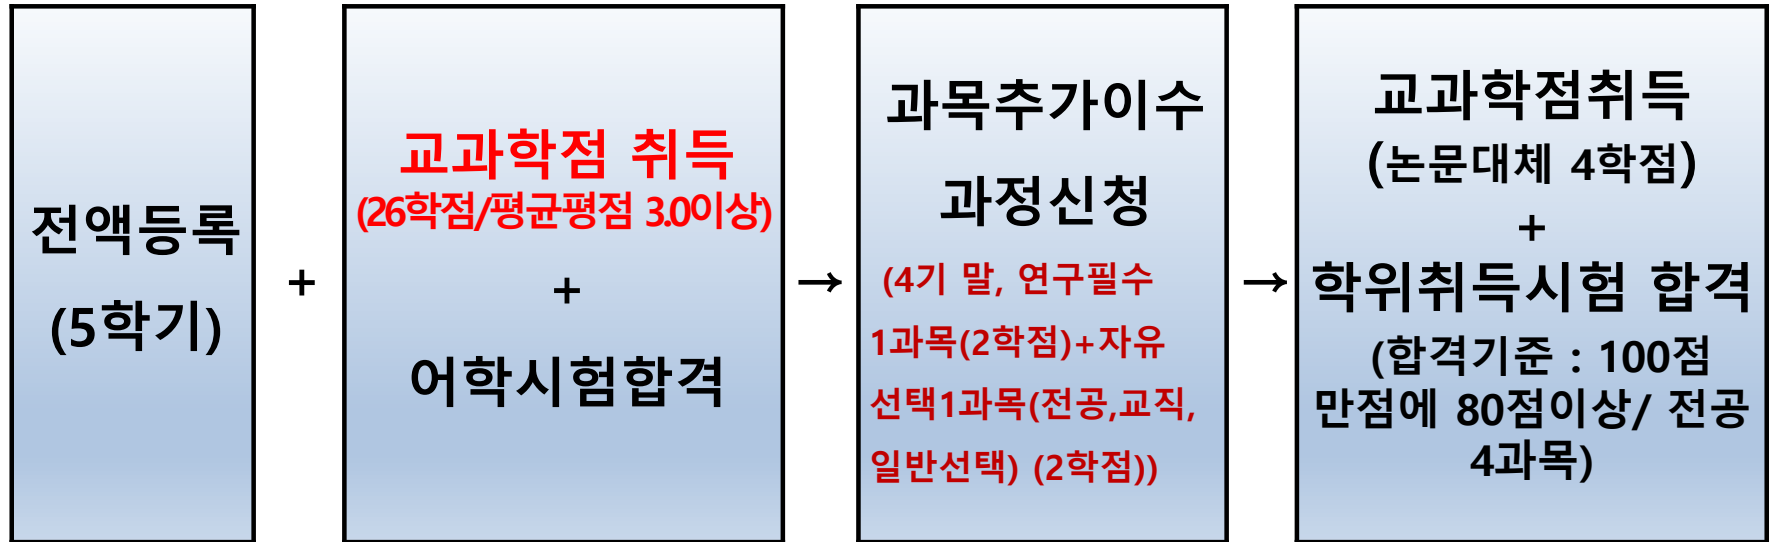 전액등록
(5학기)
+
교과학점 취득
(26학점/평균평점 3.0이상)
+
어학시험합격
→
과목추가이수
과정신청
(4기 말, 연구필수
1과목(2학점)+자유
선택1과목(전공,교직,
일반선택) (2학점))
→
교과학점취득
(논문대체 4학점)
+
학위취득시험 합격
(합격기준 : 100점
만점에 80점이상/ 전공
4과목)